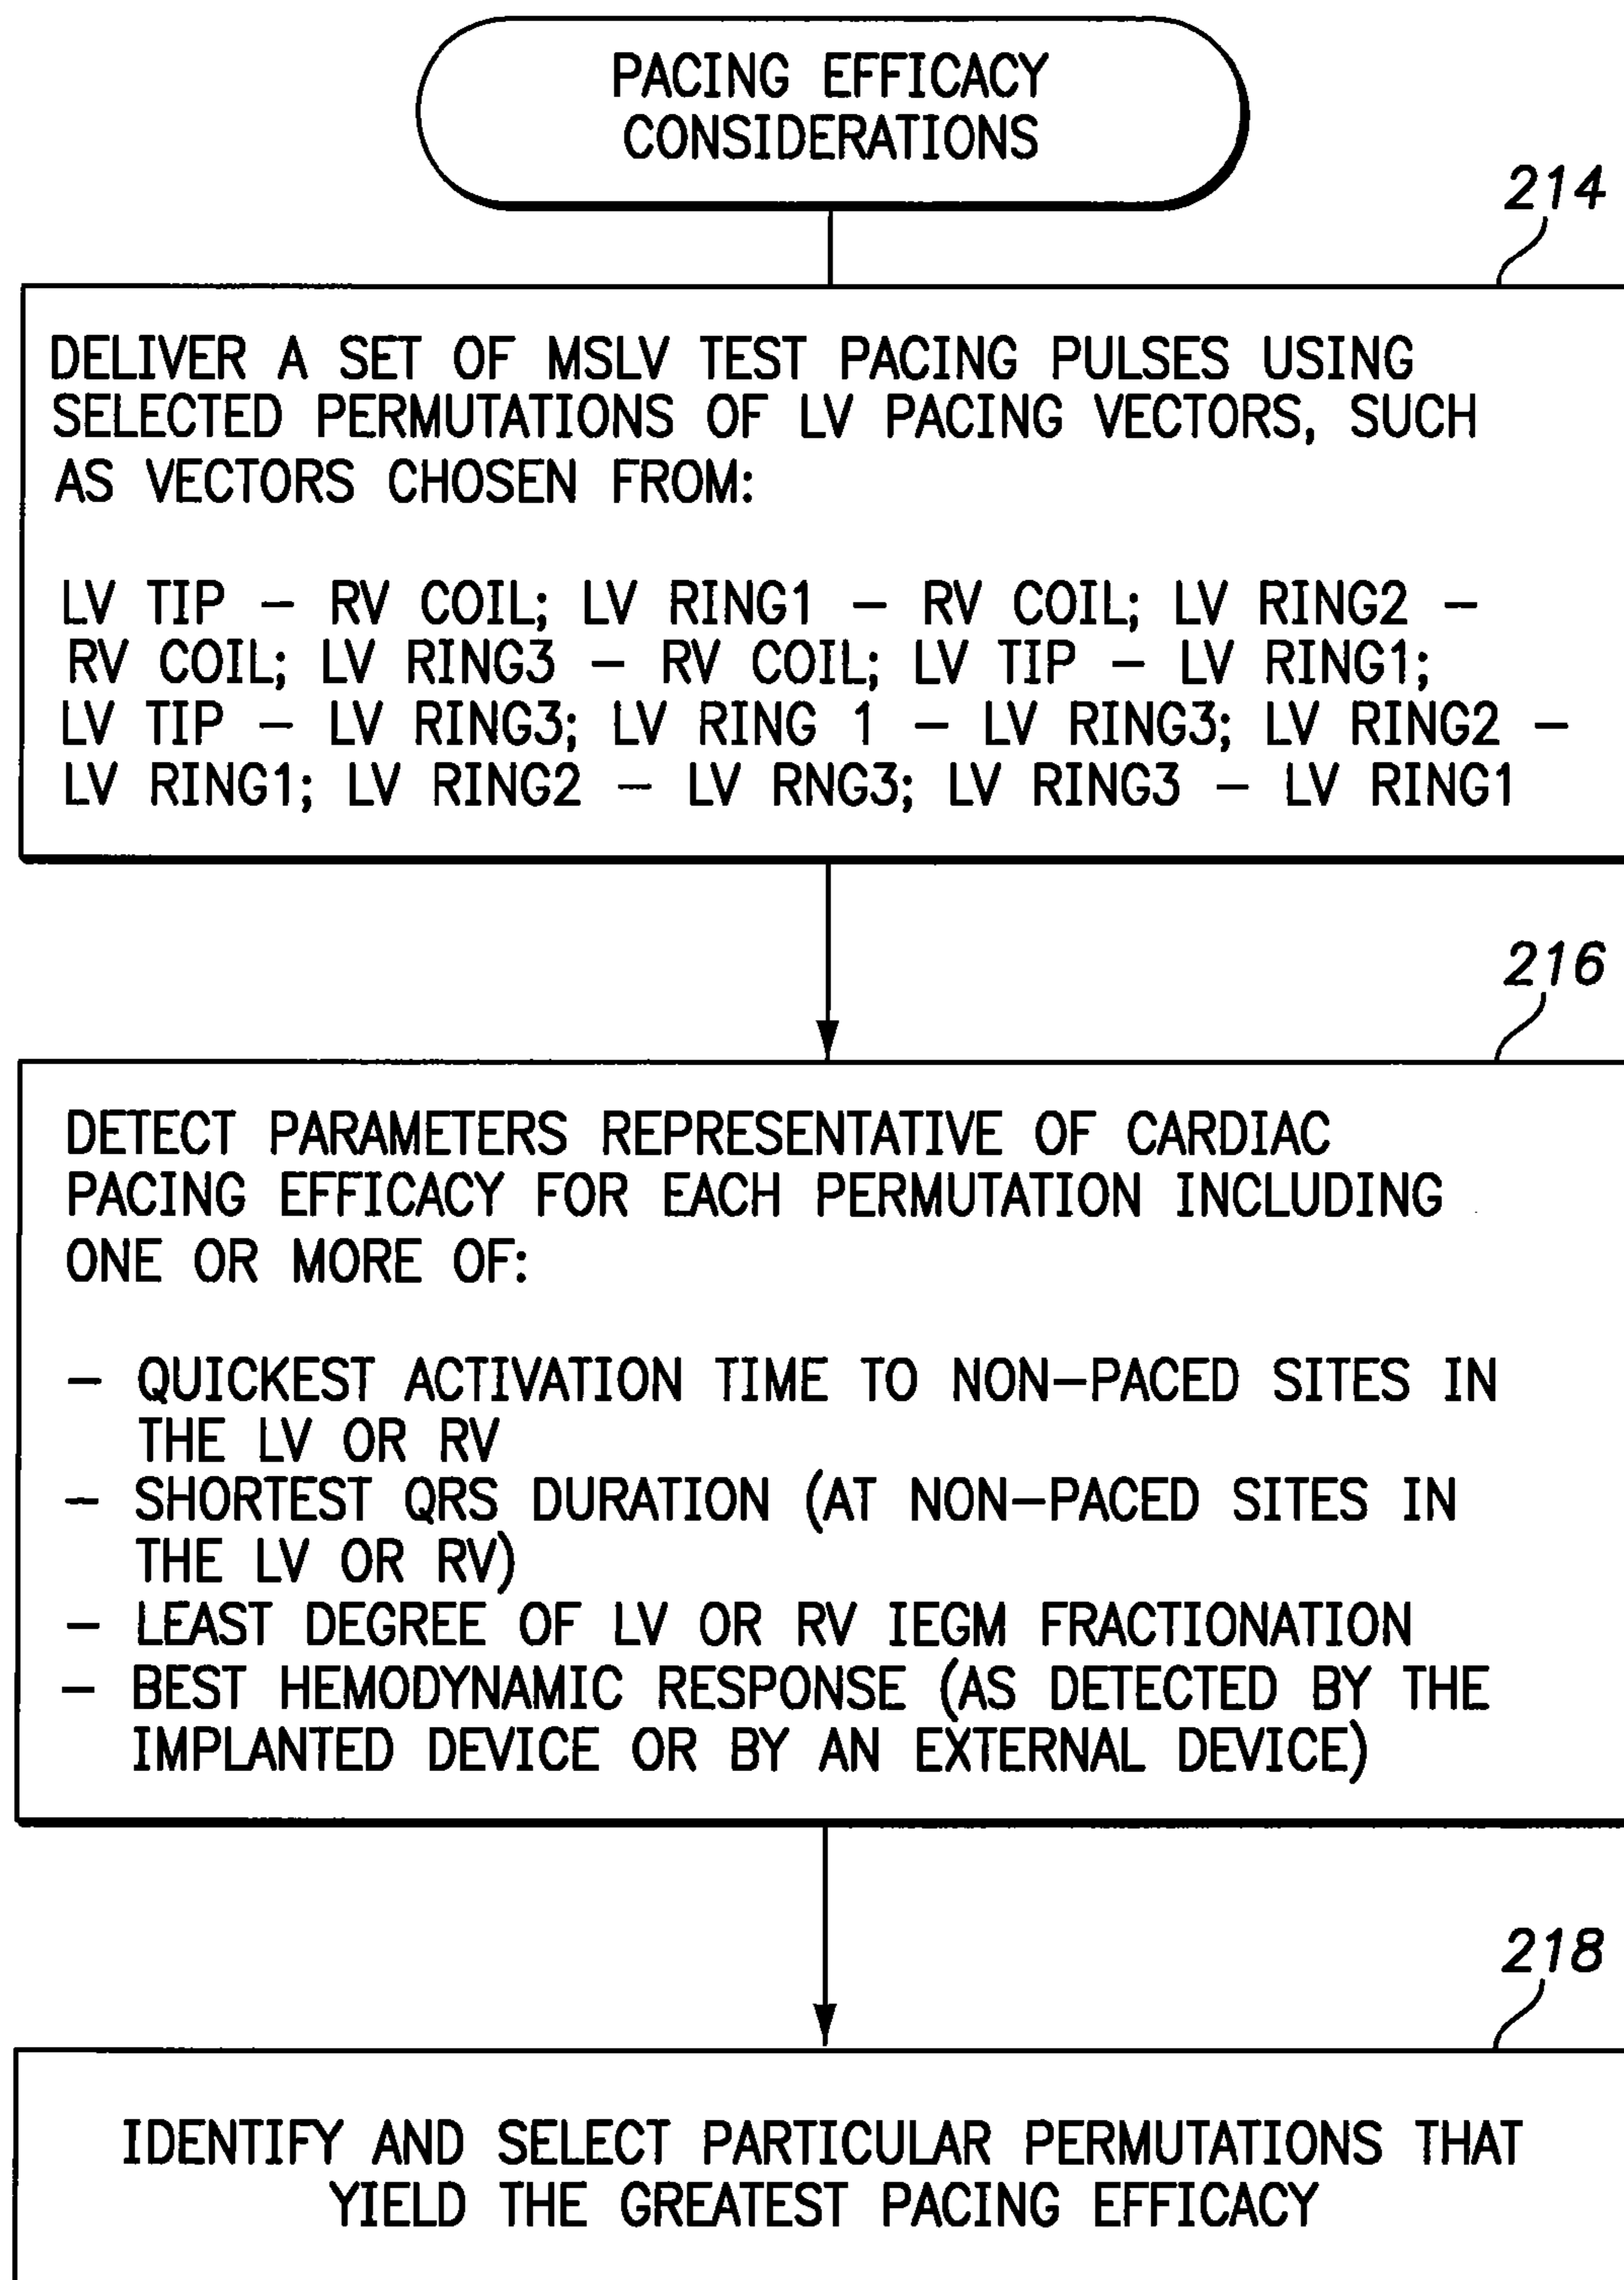 PACING EFFICACY
CONSIDERATIONS
214
DELIVER A SET OF MSLV TEST PACING PULSES USING
SELECTED PERMUTATIONS OF LV PACING VECTORS, SUCH
AS VECTORS CHOSEN FROM:
LV TIP – RV COIL; LV RING1 – RV COIL; LV RING2 –
RV COIL; LV RING3 – RV COIL; LV TIP – LV RING1;
LV TIP – LV RING3; LV RING 1 – LV RING3; LV RING2 –
LV RING1; LV RING2 – LV RNG3; LV RING3 – LV RING1
216
DETECT PARAMETERS REPRESENTATIVE OF CARDIAC
PACING EFFICACY FOR EACH PERMUTATION INCLUDING
ONE OR MORE OF:
– QUICKEST ACTIVATION TIME TO NON–PACED SITES IN
THE LV OR RV
– SHORTEST QRS DURATION (AT NON–PACED SITES IN
THE LV OR RV)
– LEAST DEGREE OF LV OR RV IEGM FRACTIONATION
– BEST HEMODYNAMIC RESPONSE (AS DETECTED BY THE
IMPLANTED DEVICE OR BY AN EXTERNAL DEVICE)
218
IDENTIFY AND SELECT PARTICULAR PERMUTATIONS THAT
YIELD THE GREATEST PACING EFFICACY